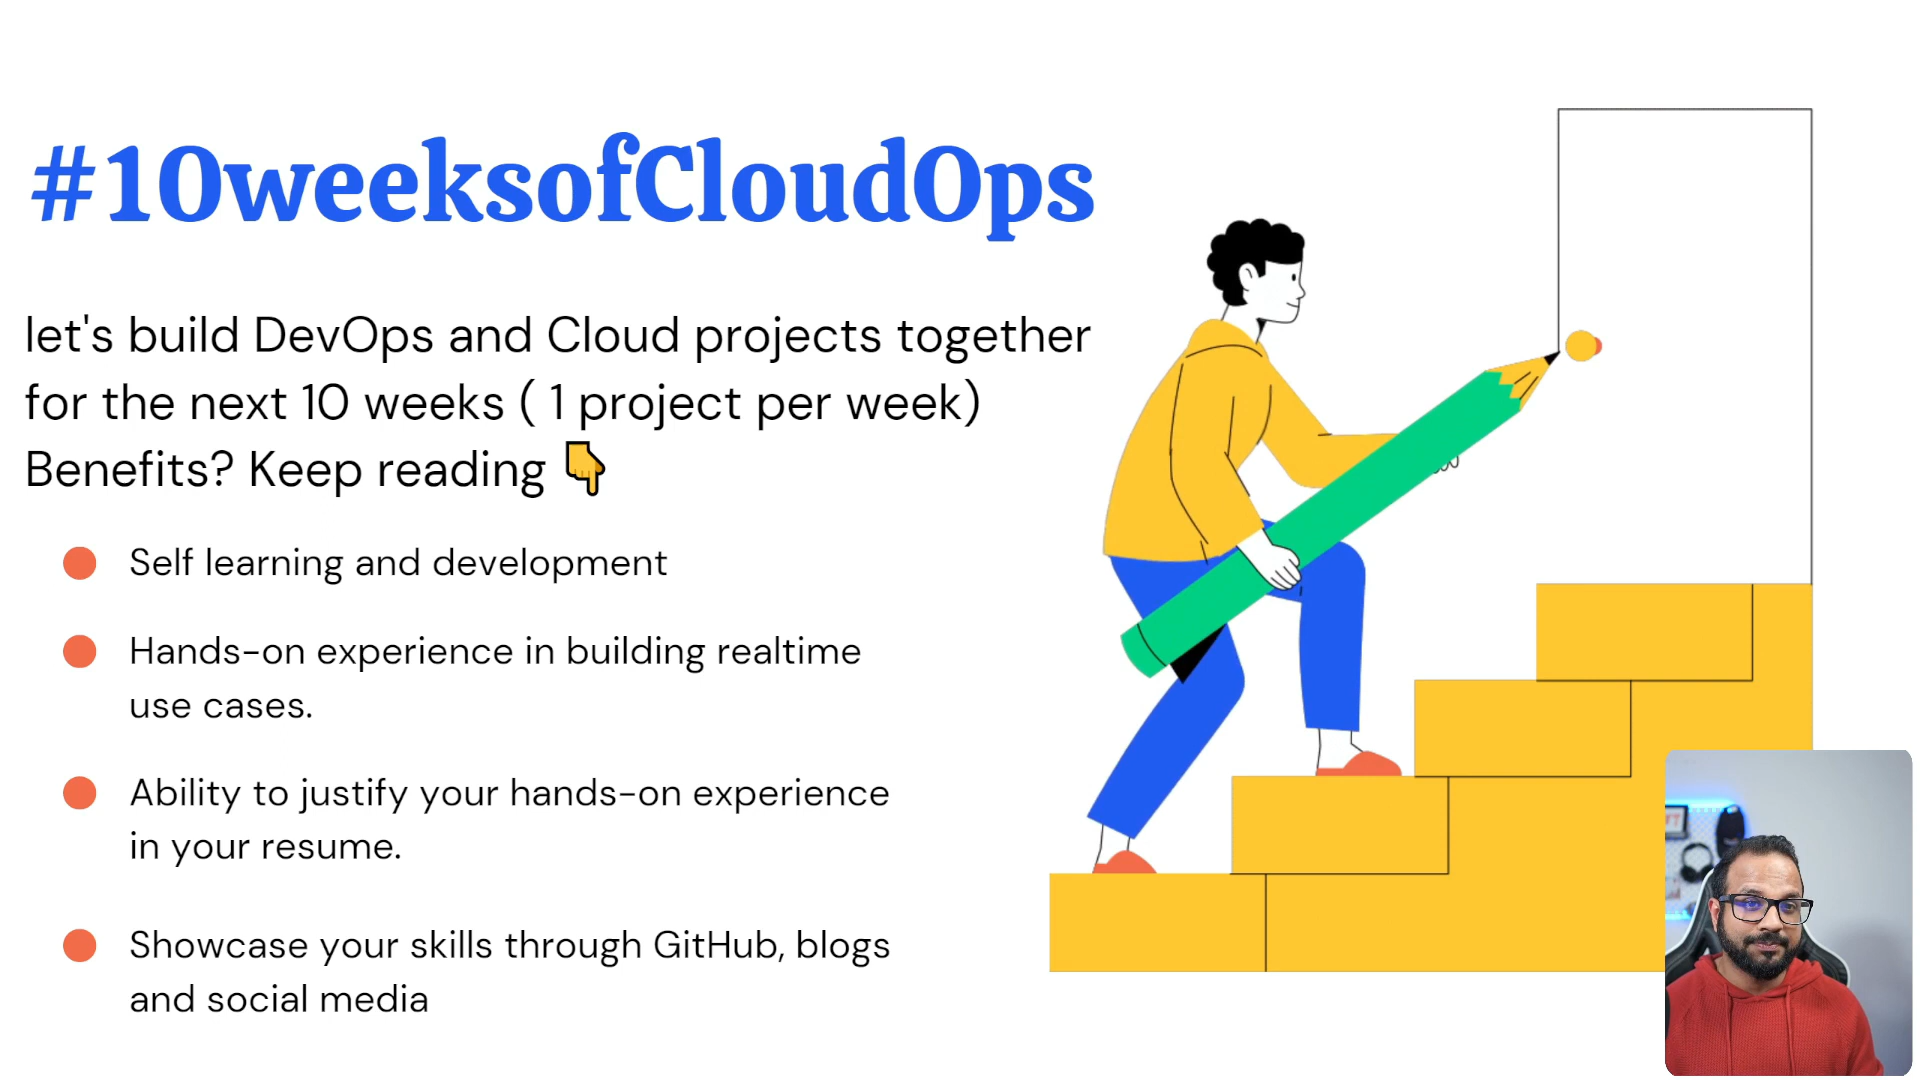 #10weeksofCloudOps
let's build DevOps and Cloud projects together
for the next 10 weeks ( 1 project per week)
Benefits? Keep reading 👇
Self learning and development
Hands-on experience in building realtime
use cases.
Ability to justify your hands-on experience
in your resume.
Showcase your skills through GitHub, blogs
and social media